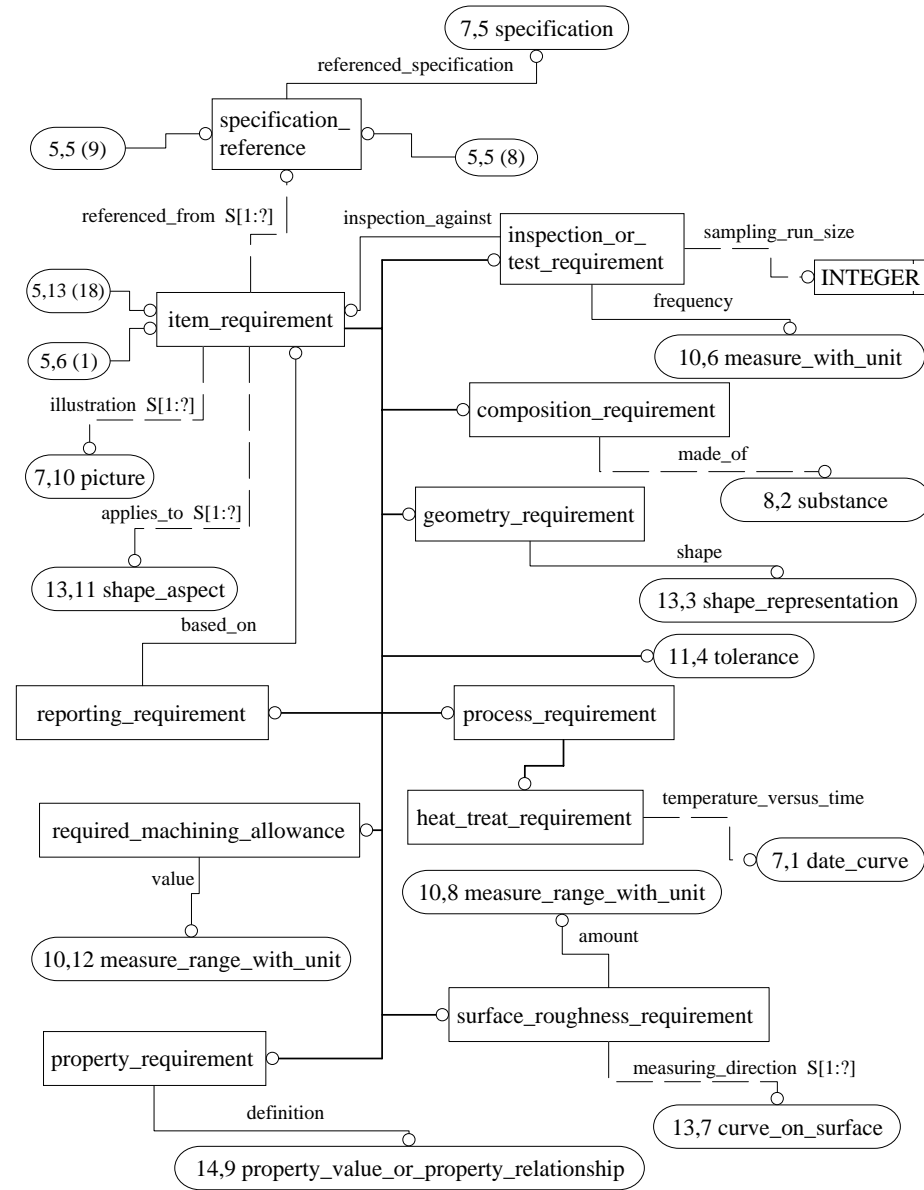 7,5 specification
referenced_specification
specification_
reference
5,5 (9)
5,5 (8)
referenced_from S[1:?]
inspection_against
inspection_or_
test_requirement
sampling_run_size
INTEGER
5,13 (18)
item_requirement
frequency
5,6 (1)
10,6 measure_with_unit
illustration S[1:?]
composition_requirement
7,10 picture
made_of
8,2 substance
applies_to S[1:?]
geometry_requirement
shape
13,11 shape_aspect
13,3 shape_representation
based_on
11,4 tolerance
reporting_requirement
process_requirement
temperature_versus_time
required_machining_allowance
heat_treat_requirement
7,1 date_curve
value
10,8 measure_range_with_unit
amount
10,12 measure_range_with_unit
surface_roughness_requirement
property_requirement
measuring_direction S[1:?]
definition
13,7 curve_on_surface
14,9 property_value_or_property_relationship